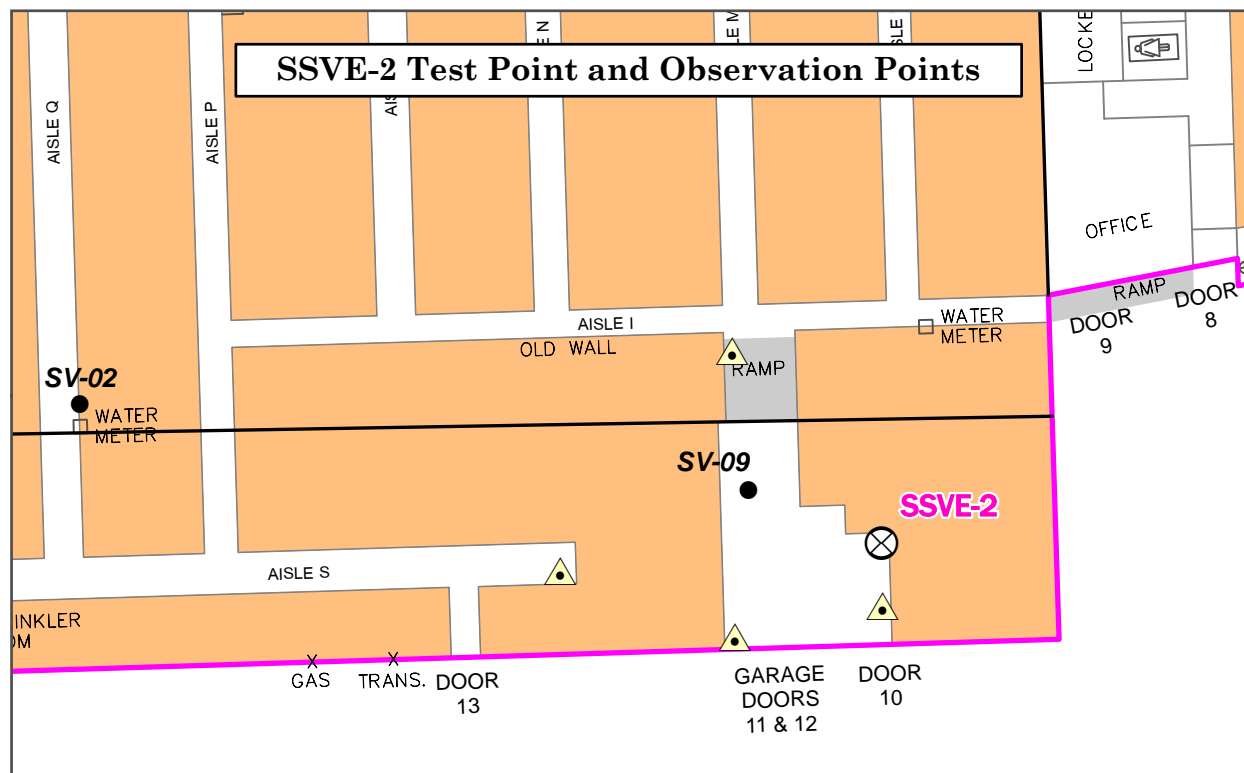 SSVE-2 Test Point and Observation Points
AISLE Q
AISLE P
LOCKE
OFFICE
RAMP
DOOR
8
DOOR
9
AISLE I
WATER
METER
OLD WALL
RAMP
SV-02
WATER
METER
SV-09
SSVE-2
AISLE S
INKLER
OM
GAS
TRANS.
DOOR
13
GARAGE
DOORS
11 & 12
DOOR
10